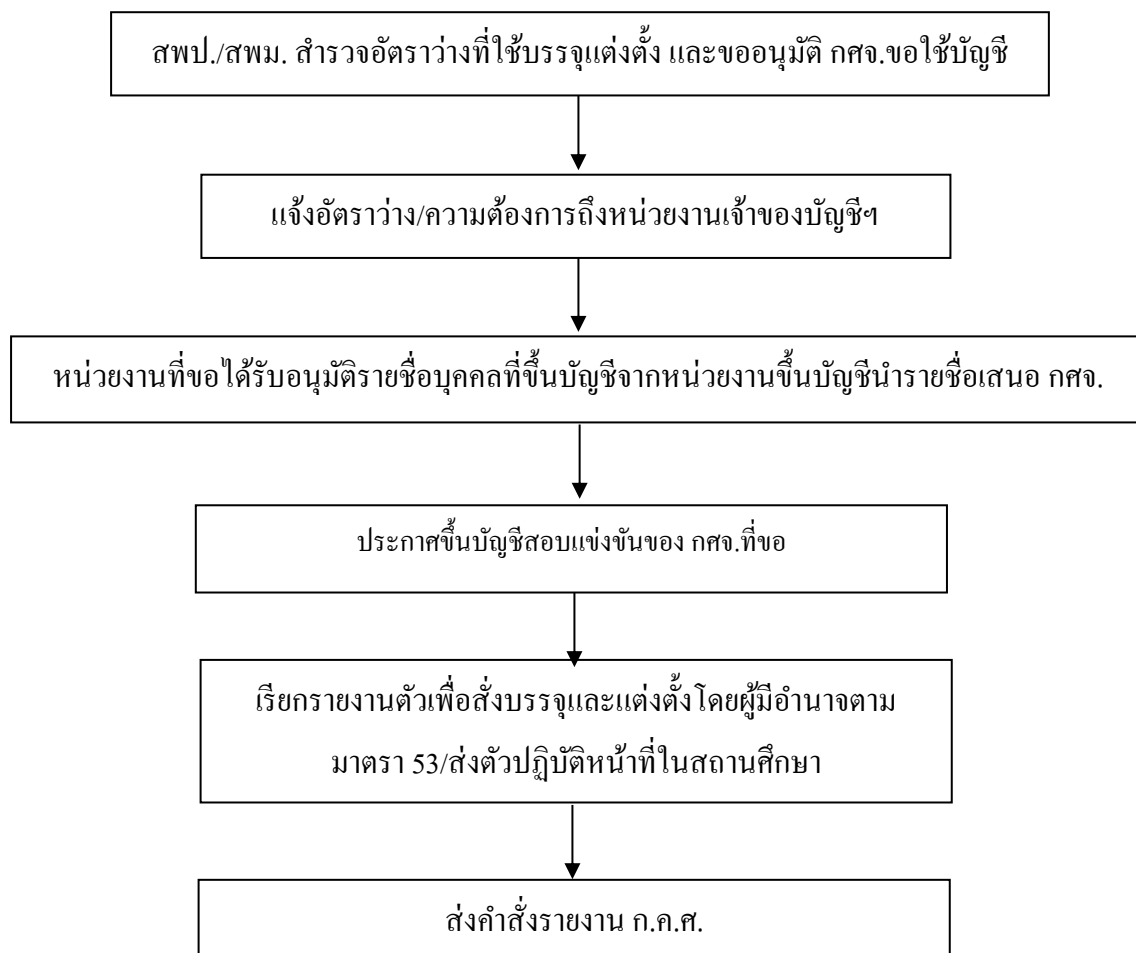 สพป./สพม. สำรวจอัตราว่างที่ใช้บรรจุแต่งตั้ง และขออนุมัติ กศจ.ขอใช้บัญชี
แจ้งอัตราว่าง/ความต้องการถึงหน่วยงานเจ้าของบัญชีฯ
หน่วยงานที่ขอได้รับอนุมัติรายชื่อบุคคลที่ขึ้นบัญชีจากหน่วยงานขึ้นบัญชีนำรายชื่อเสนอ กศจ.
ประกาศขึ้นบัญชีสอบแข่งขันของ กศจ.ที่ขอ
เรียกรายงานตัวเพื่อสั่งบรรจุและแต่งตั้งโดยผู้มีอำนาจตาม
มาตรา 53/ส่งตัวปฏิบัติหน้าที่ในสถานศึกษา
ส่งคำสั่งรายงาน ก.ค.ศ.